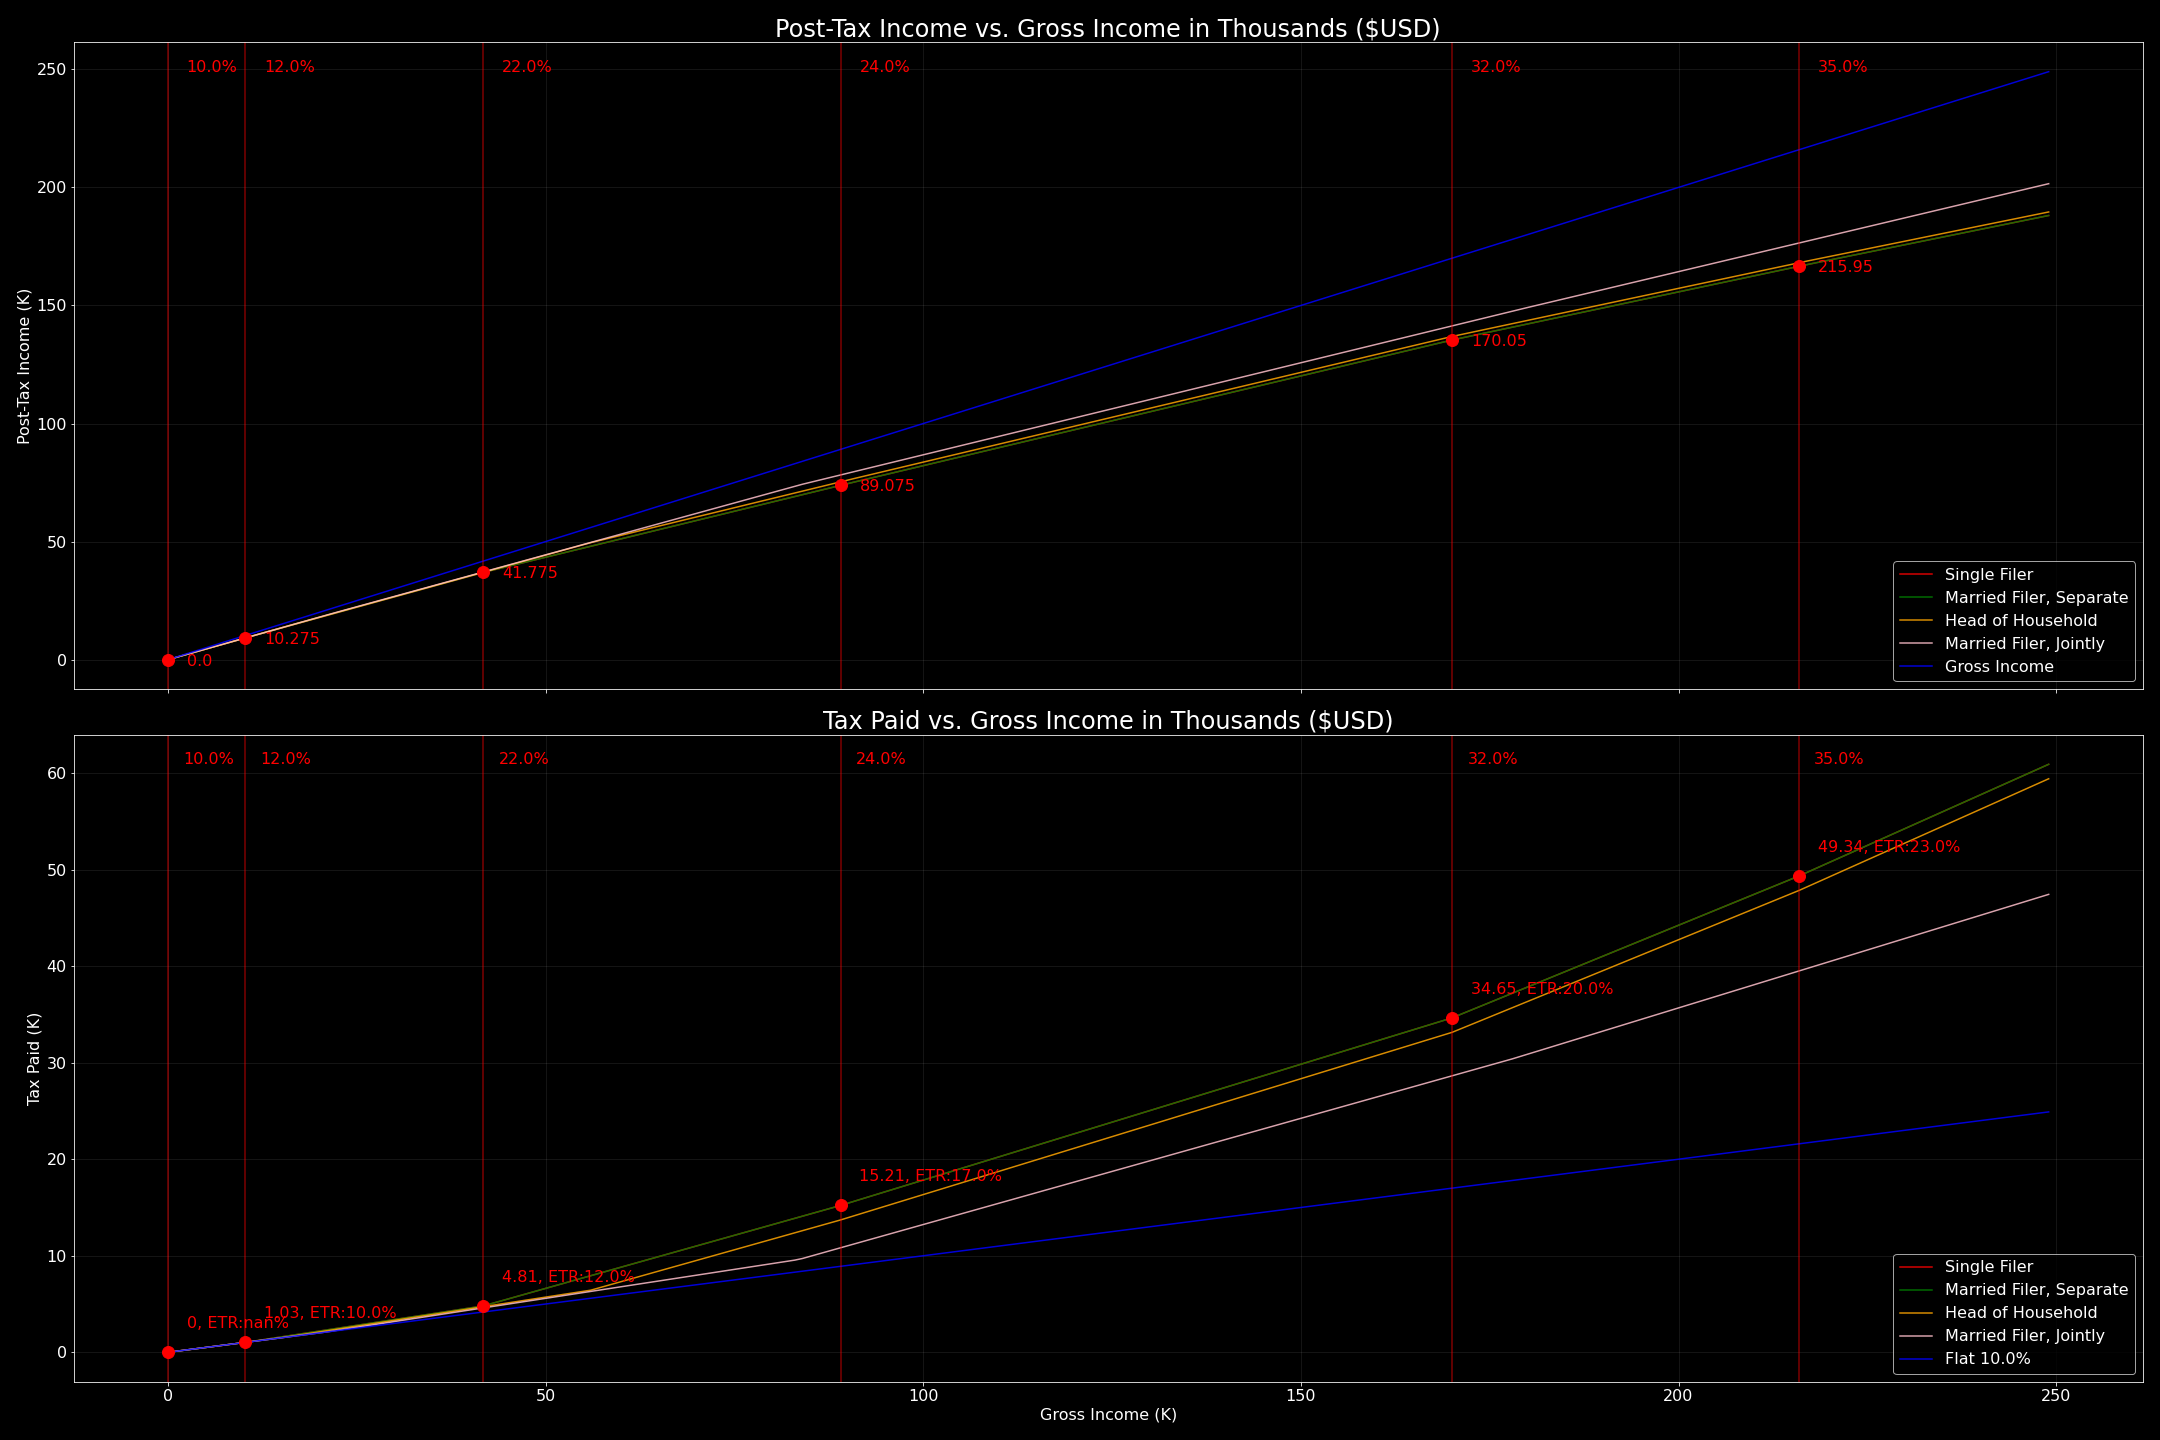 Post-Tax Income vs. Gross Income in Thousands ($USD)
10.0%
12.0%
22.0%
24.0%
32.0%
35.0%
250
200
150
100
50
0
Post-Tax Income (K)
0.0
10.275
41.775
89.075
170.05
215.95
Single Filer
Married Filer, Separate
Head of Household
Married Filer, Jointly
Gross Income
Tax Paid vs. Gross Income in Thousands ($USD)
10.0%
12.0%
22.0%
24.0%
32.0%
35.0%
60
50
40
30
20
10
0
Tax Paid (K)
0, ETR:nan%
1.03, ETR:10.0%
4.81, ETR:12.0%
15.21, ETR:17.0%
34.65, ETR:20.0%
49.34, ETR:23.0%
Single Filer
Married Filer, Separate
Head of Household
Married Filer, Jointly
Flat 10.0%
0
50
100
150
200
250
Gross Income (K)